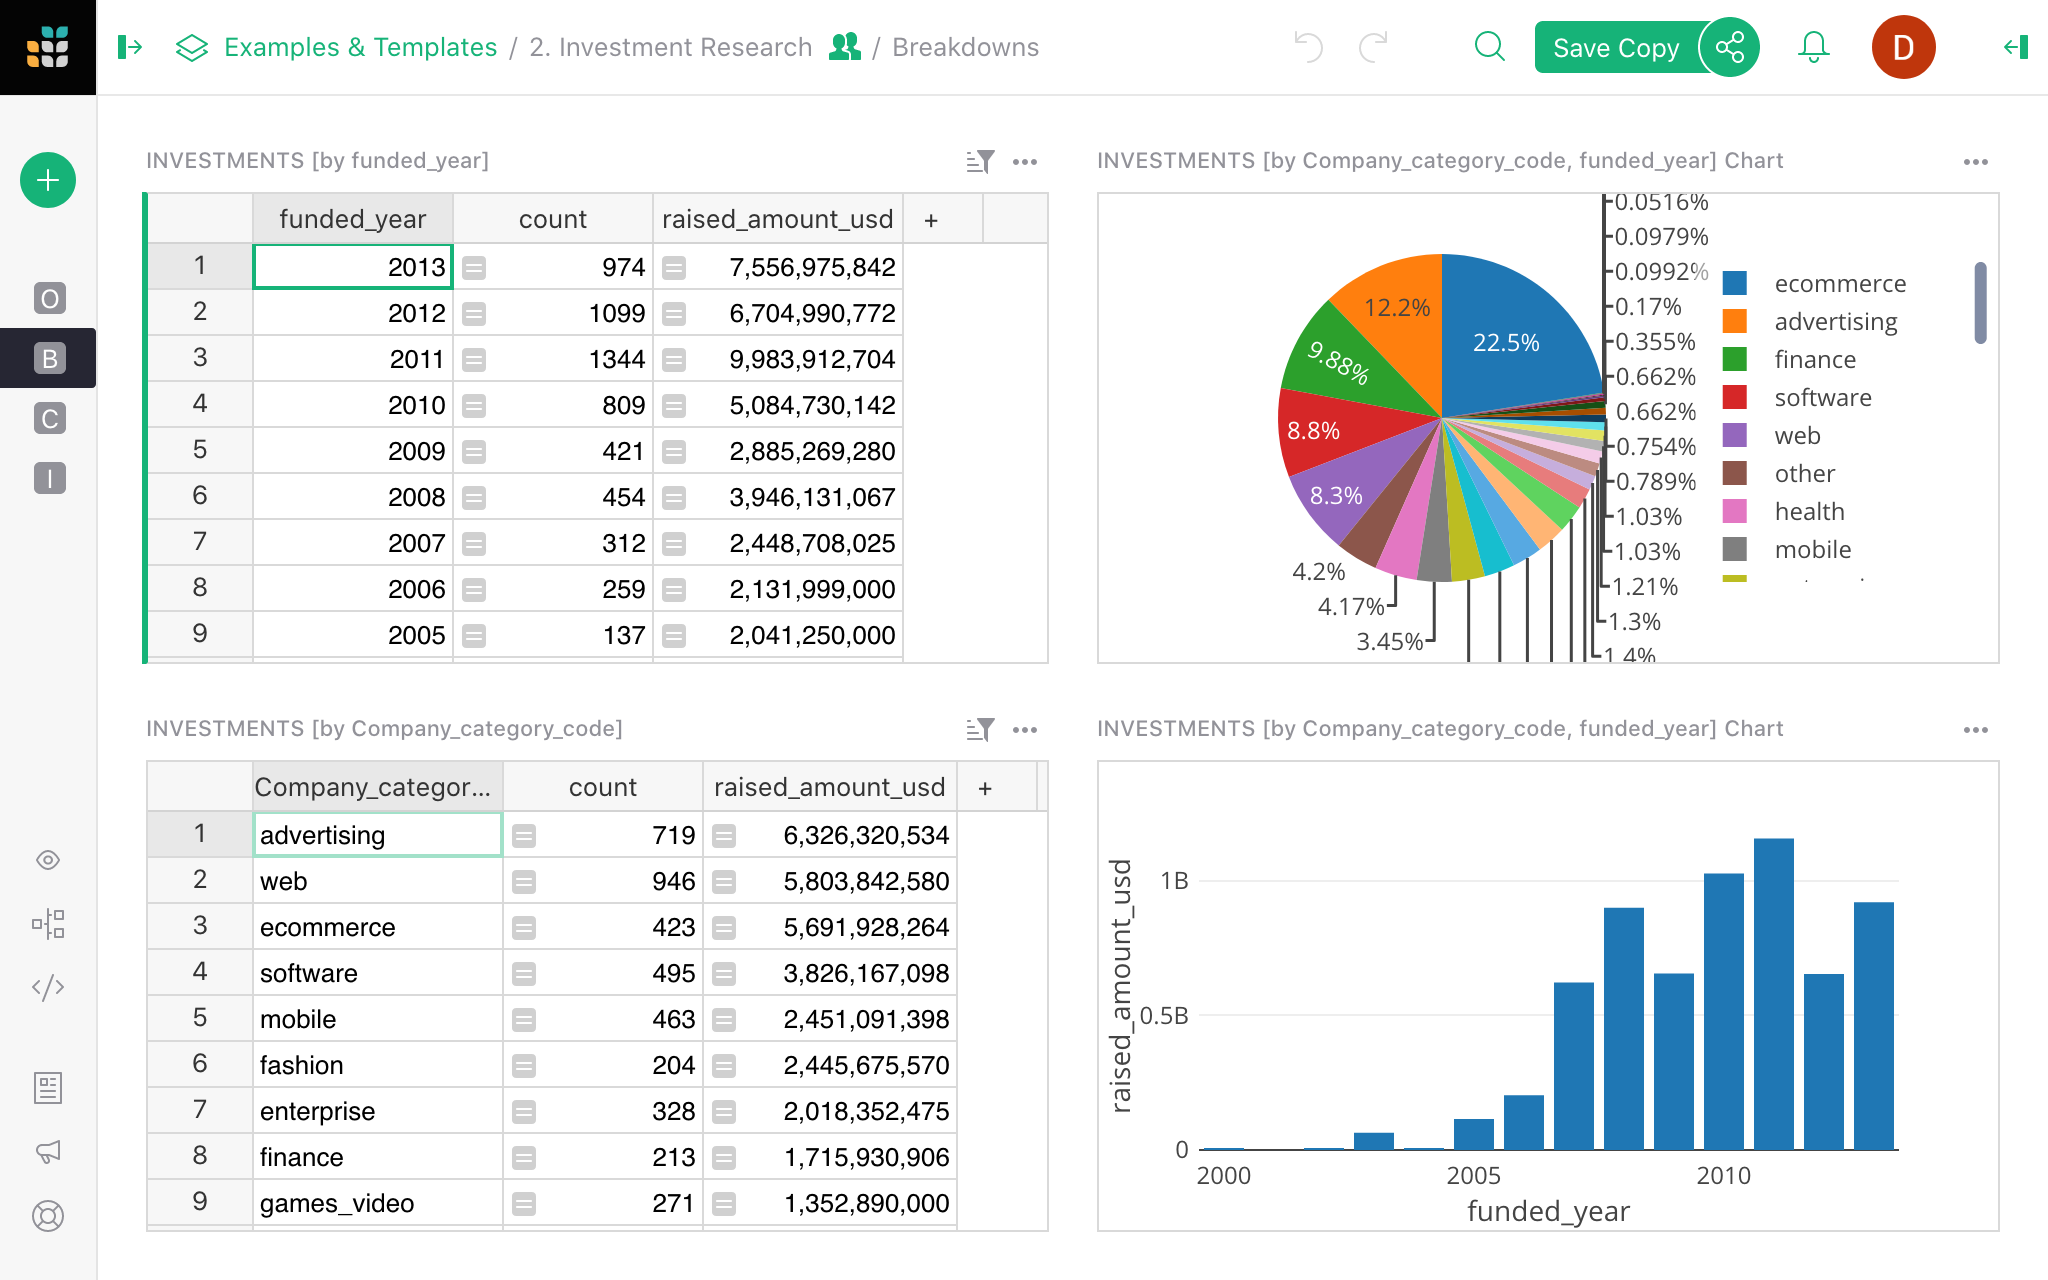 Examples & Templates / 2. Investment Research / Breakdowns
Save Copy
D
O
B
C
I
INVESTMENTS [by funded_year]
funded_year count raised_amount_usd +
1 2013 974 7,556,975,842
2 2012 1099 6,704,990,772
3 2011 1344 9,983,912,704
4 2010 809 5,084,730,142
5 2009 421 2,885,269,280
6 2008 454 3,946,131,067
7 2007 312 2,448,708,025
8 2006 259 2,131,999,000
9 2005 137 2,041,250,000
INVESTMENTS [by Company_category_code, funded_year] Chart
22.5%
12.2%
9.88%
8.8%
8.3%
4.2%
4.17%
3.45%
0.0516%
0.0979%
0.0992%
0.17%
0.355%
0.662%
0.662%
0.754%
0.789%
1.03%
1.03%
1.21%
1.3%
1.4%
ecommerce
advertising
finance
software
web
other
health
mobile
INVESTMENTS [by Company_category_code]
Company_categor... count raised_amount_usd +
1 advertising 719 6,326,320,534
2 web 946 5,803,842,580
3 ecommerce 423 5,691,928,264
4 software 495 3,826,167,098
5 mobile 463 2,451,091,398
6 fashion 204 2,445,675,570
7 enterprise 328 2,018,352,475
8 finance 213 1,715,930,906
9 games_video 271 1,352,890,000
INVESTMENTS [by Company_category_code, funded_year] Chart
raised_amount_usd
1B
0.5B
0
2000 2005 2010
funded_year